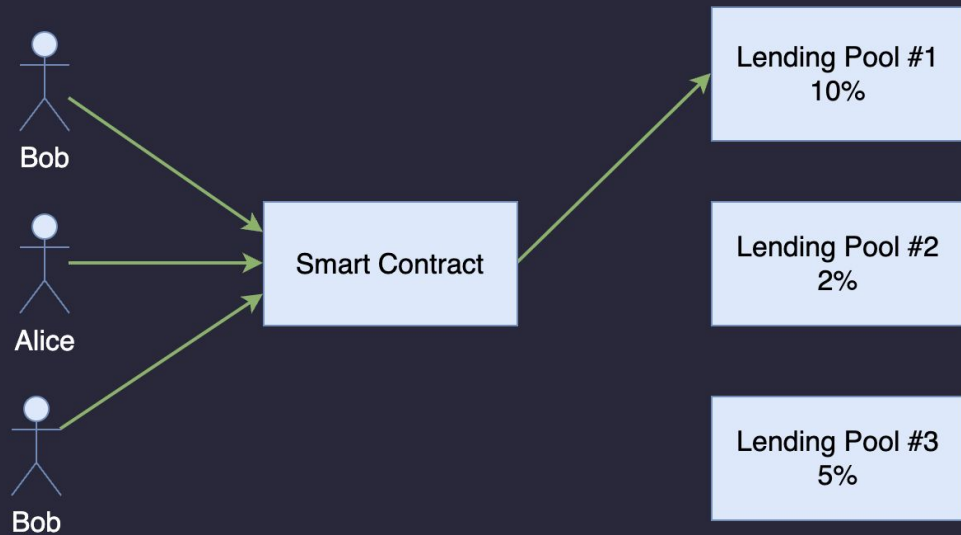 Bob
Alice
Bob
Smart Contract
Lending Pool #1
10%
Lending Pool #2
2%
Lending Pool #3
5%